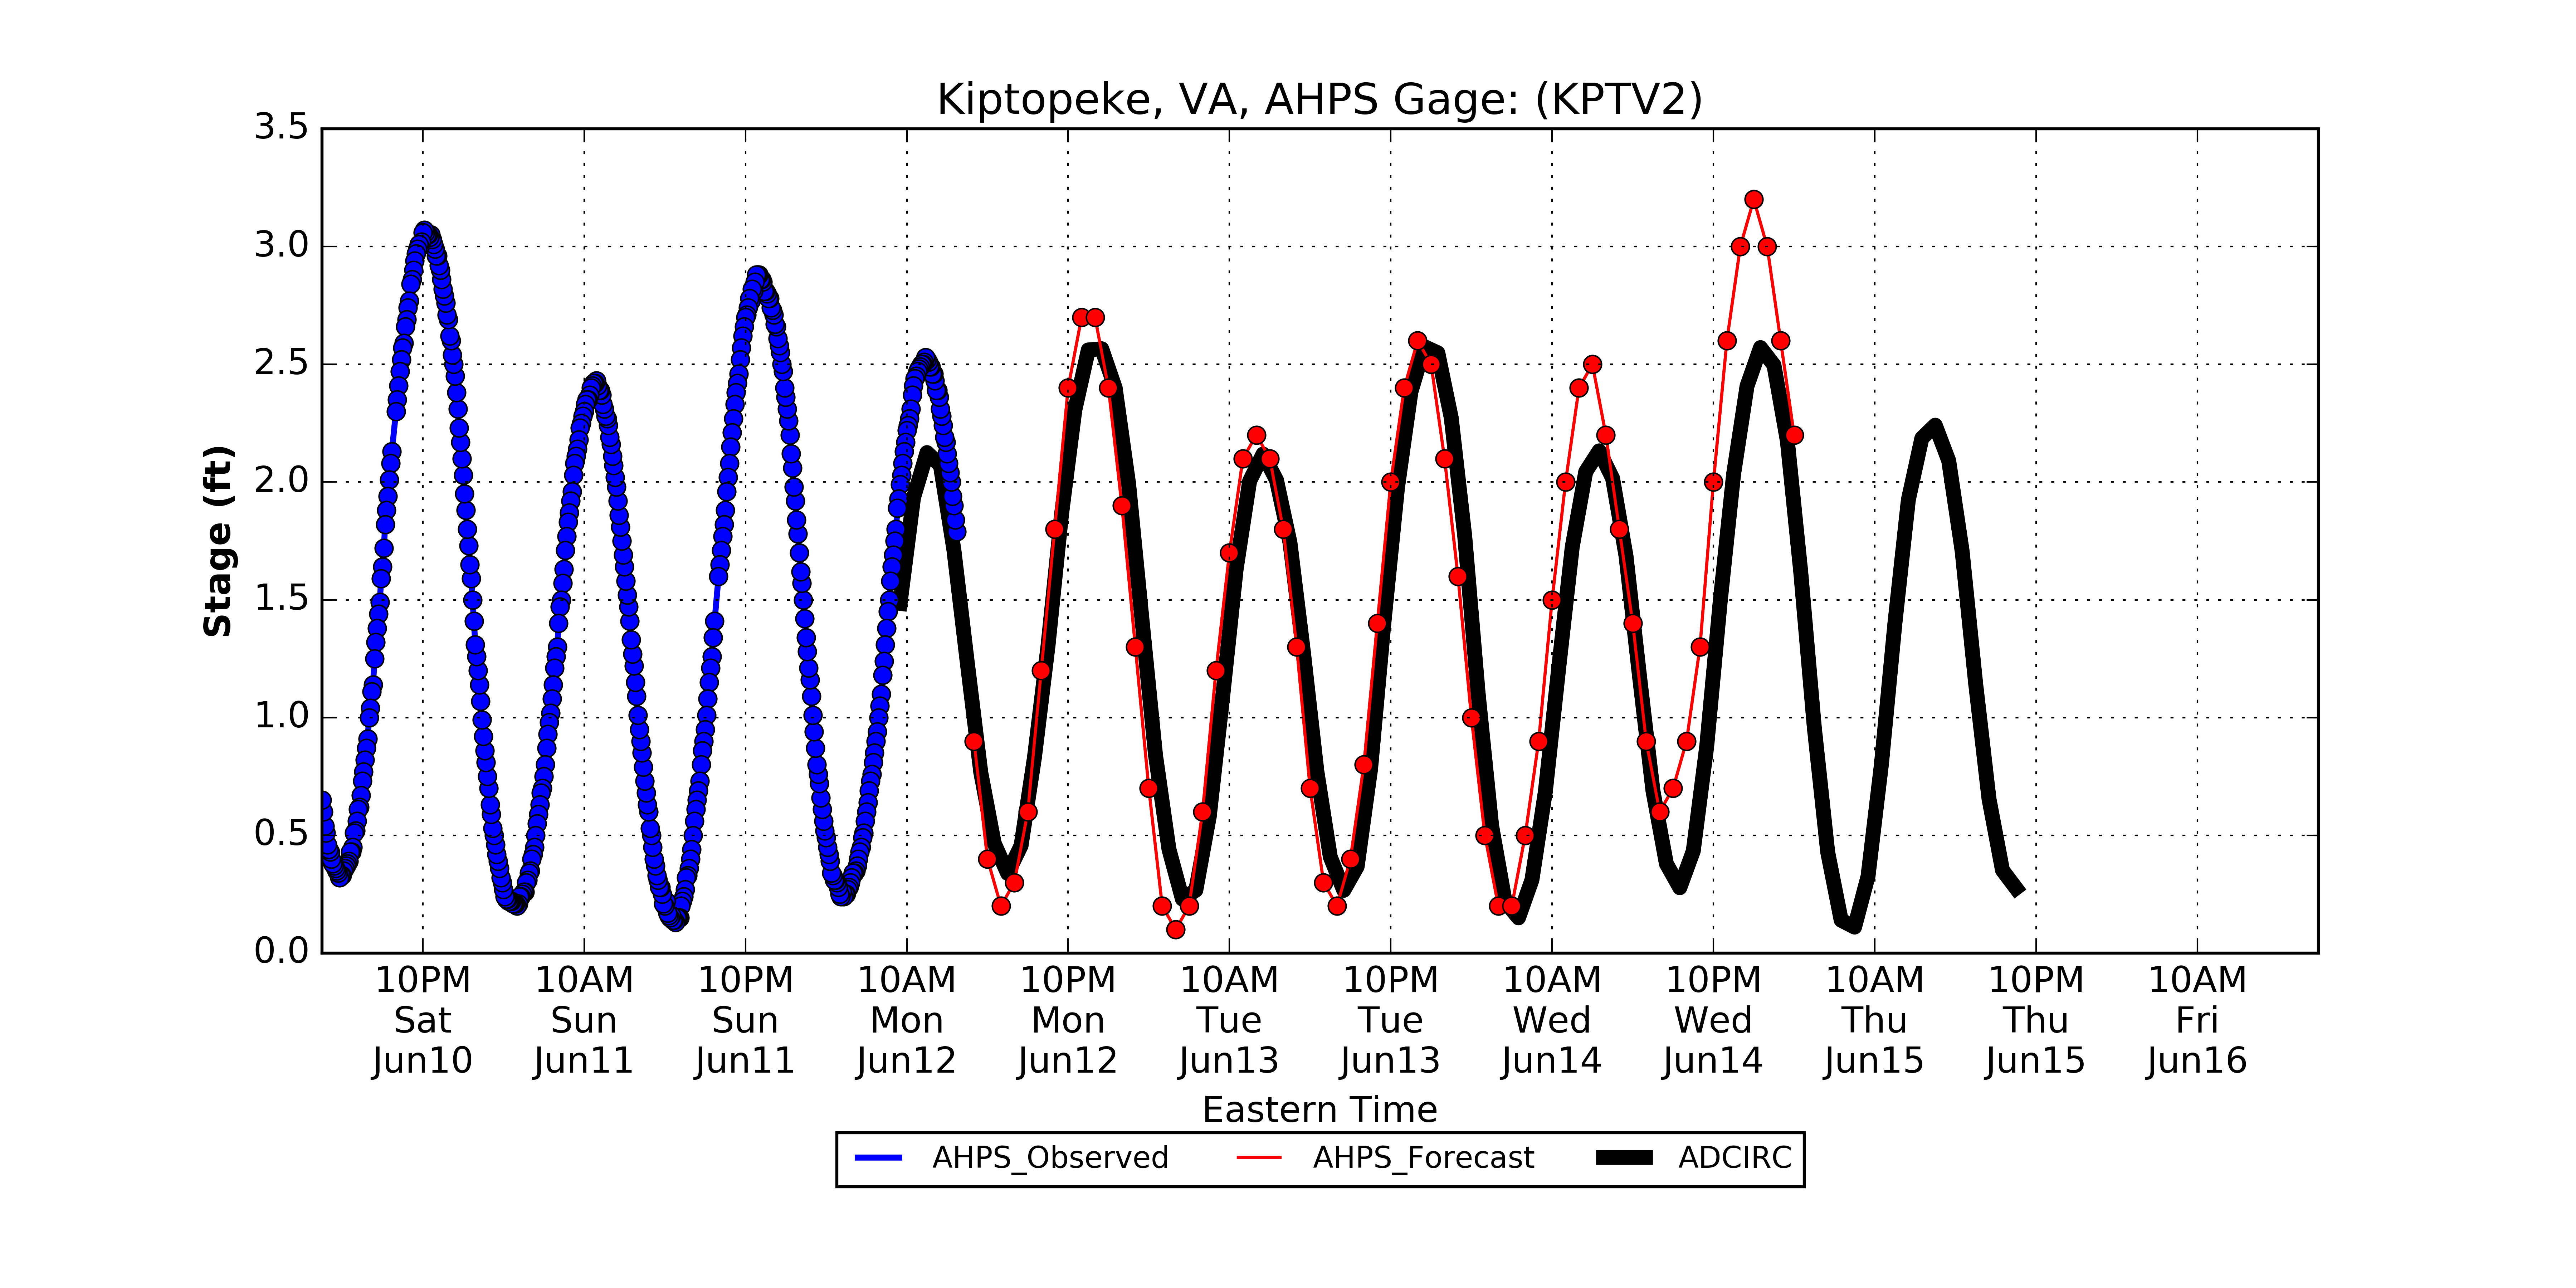 Kiptopeke, VA, AHPS Gage: (KPTV2)
3.5
3.0
2.5
2.0
1.5
1.0
0.5
0.0
Stage (ft)
10PM 10AM 10PM 10AM 10PM 10AM 10PM 10AM 10PM 10AM 10PM 10AM
Sat Sun Sun Mon Mon Tue Tue Wed Wed Thu Thu Fri
Jun10 Jun11 Jun11 Jun12 Jun12 Jun13 Jun13 Jun14 Jun14 Jun15 Jun15 Jun16
Eastern Time
AHPS_Observed AHPS_Forecast ADCIRC